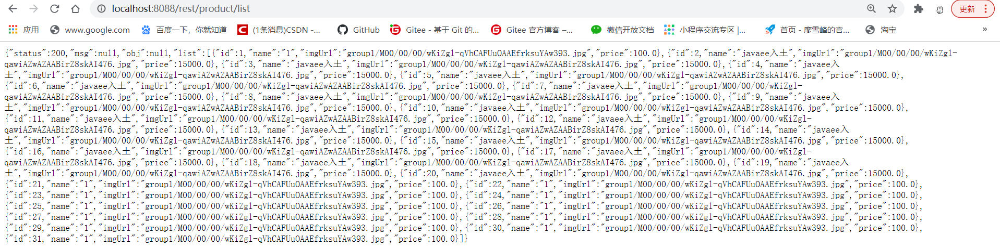 localhost:8088/rest/product/list
更新
应用
www.google.com
百度一下，你就知道
(1条消息)CSDN -...
GitHub
Gitee - 基于 Git 的...
Gitee 官方博客 –...
微信开放文档
小程序交流专区 |...
首页 - 廖雪峰的官...
淘宝
»
{"status":200,"msg":null,"obj":null,"list":[{"id":1,"name":"1","imgUrl":"group1/M00/00/00/wKiZgl-qVhCAFUuOAAEfrksuYAw393.jpg","price":100.0},{"id":2,"name":"javaee入土","imgUrl":"group1/M00/00/00/wKiZgl-
qawiAZwAZAABirZ8skAI476.jpg","price":15000.0},{"id":3,"name":"javaee入土","imgUrl":"group1/M00/00/00/wKiZgl-qawiAZwAZAABirZ8skAI476.jpg","price":15000.0},{"id":4,"name":"javaee入
土","imgUrl":"group1/M00/00/00/wKiZgl-qawiAZwAZAABirZ8skAI476.jpg","price":15000.0},{"id":5,"name":"javaee入土","imgUrl":"group1/M00/00/00/wKiZgl-qawiAZwAZAABirZ8skAI476.jpg","price":15000.0},
{"id":6,"name":"javaee入土","imgUrl":"group1/M00/00/00/wKiZgl-qawiAZwAZAABirZ8skAI476.jpg","price":15000.0},{"id":7,"name":"javaee入土","imgUrl":"group1/M00/00/00/wKiZgl-
qawiAZwAZAABirZ8skAI476.jpg","price":15000.0},{"id":8,"name":"javaee入土","imgUrl":"group1/M00/00/00/wKiZgl-qawiAZwAZAABirZ8skAI476.jpg","price":15000.0},{"id":9,"name":"javaee入
土","imgUrl":"group1/M00/00/00/wKiZgl-qawiAZwAZAABirZ8skAI476.jpg","price":15000.0},{"id":10,"name":"javaee入土","imgUrl":"group1/M00/00/00/wKiZgl-qawiAZwAZAABirZ8skAI476.jpg","price":15000.0},
{"id":11,"name":"javaee入土","imgUrl":"group1/M00/00/00/wKiZgl-qawiAZwAZAABirZ8skAI476.jpg","price":15000.0},{"id":12,"name":"javaee入土","imgUrl":"group1/M00/00/00/wKiZgl-
qawiAZwAZAABirZ8skAI476.jpg","price":15000.0},{"id":13,"name":"javaee入土","imgUrl":"group1/M00/00/00/wKiZgl-qawiAZwAZAABirZ8skAI476.jpg","price":15000.0},{"id":14,"name":"javaee入
土","imgUrl":"group1/M00/00/00/wKiZgl-qawiAZwAZAABirZ8skAI476.jpg","price":15000.0},{"id":15,"name":"javaee入土","imgUrl":"group1/M00/00/00/wKiZgl-qawiAZwAZAABirZ8skAI476.jpg","price":15000.0},
{"id":16,"name":"javaee入土","imgUrl":"group1/M00/00/00/wKiZgl-qawiAZwAZAABirZ8skAI476.jpg","price":15000.0},{"id":17,"name":"javaee入土","imgUrl":"group1/M00/00/00/wKiZgl-
qawiAZwAZAABirZ8skAI476.jpg","price":15000.0},{"id":18,"name":"javaee入土","imgUrl":"group1/M00/00/00/wKiZgl-qawiAZwAZAABirZ8skAI476.jpg","price":15000.0},{"id":19,"name":"javaee入
土","imgUrl":"group1/M00/00/00/wKiZgl-qawiAZwAZAABirZ8skAI476.jpg","price":15000.0},{"id":20,"name":"javaee入土","imgUrl":"group1/M00/00/00/wKiZgl-qawiAZwAZAABirZ8skAI476.jpg","price":15000.0},
{"id":21,"name":"1","imgUrl":"group1/M00/00/00/wKiZgl-qVhCAFUuOAAEfrksuYAw393.jpg","price":100.0},{"id":22,"name":"1","imgUrl":"group1/M00/00/00/wKiZgl-qVhCAFUuOAAEfrksuYAw393.jpg","price":100.0},
{"id":23,"name":"1","imgUrl":"group1/M00/00/00/wKiZgl-qVhCAFUuOAAEfrksuYAw393.jpg","price":100.0},{"id":24,"name":"1","imgUrl":"group1/M00/00/00/wKiZgl-qVhCAFUuOAAEfrksuYAw393.jpg","price":100.0},
{"id":25,"name":"1","imgUrl":"group1/M00/00/00/wKiZgl-qVhCAFUuOAAEfrksuYAw393.jpg","price":100.0},{"id":26,"name":"1","imgUrl":"group1/M00/00/00/wKiZgl-qVhCAFUuOAAEfrksuYAw393.jpg","price":100.0},
{"id":27,"name":"1","imgUrl":"group1/M00/00/00/wKiZgl-qVhCAFUuOAAEfrksuYAw393.jpg","price":100.0},{"id":28,"name":"1","imgUrl":"group1/M00/00/00/wKiZgl-qVhCAFUuOAAEfrksuYAw393.jpg","price":100.0},
{"id":29,"name":"1","imgUrl":"group1/M00/00/00/wKiZgl-qVhCAFUuOAAEfrksuYAw393.jpg","price":100.0},{"id":30,"name":"1","imgUrl":"group1/M00/00/00/wKiZgl-qVhCAFUuOAAEfrksuYAw393.jpg","price":100.0},
{"id":31,"name":"1","imgUrl":"group1/M00/00/00/wKiZgl-qVhCAFUuOAAEfrksuYAw393.jpg","price":100.0}]}